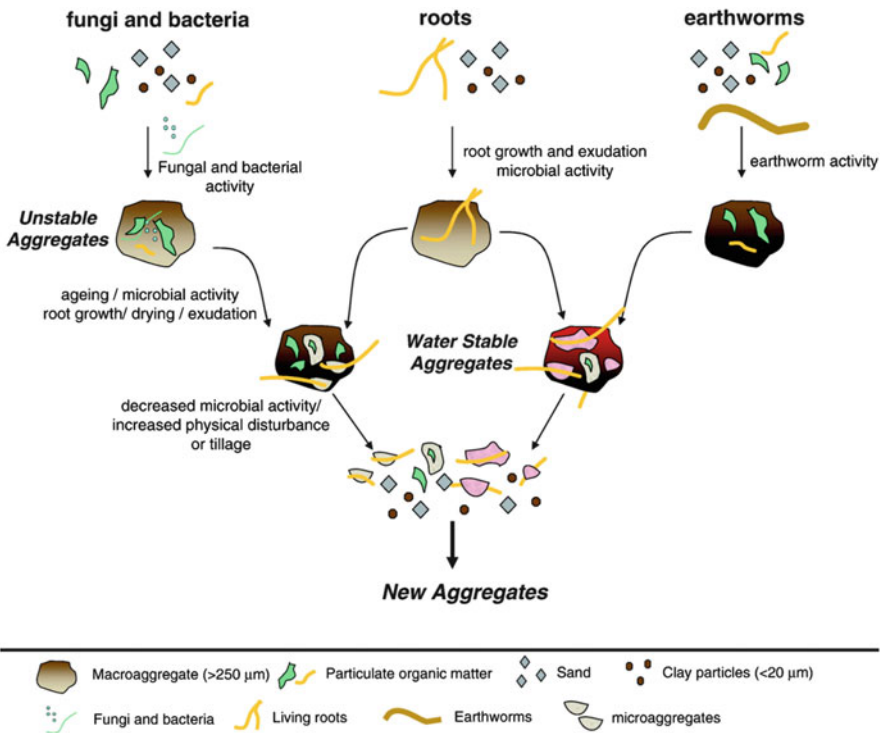 fungi and bacteria
roots
earthworms
Fungal and bacterial
activity
root growth and exudation
microbial activity
earthworm activity
Unstable
Aggregates
ageing / microbial activity
root growth/ drying / exudation
Water Stable
Aggregates
decreased microbial activity/
increased physical disturbance
or tillage
New Aggregates
Macroaggregate (>250 μm)
Particulate organic matter
Sand
Clay particles (<20 μm)
Fungi and bacteria
Living roots
Earthworms
microaggregates